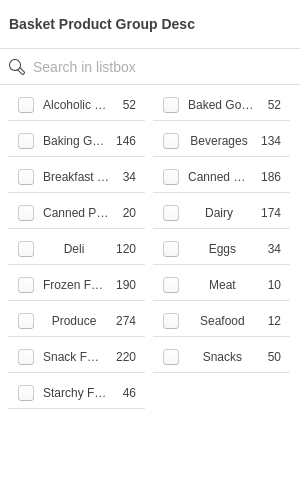 Basket Product Group Desc
Search in listbox
Alcoholic … 52 Baked Go… 52
Baking G… 146 Beverages 134
Breakfast … 34 Canned … 186
Canned P… 20 Dairy 174
Deli 120 Eggs 34
Frozen F… 190 Meat 10
Produce 274 Seafood 12
Snack F… 220 Snacks 50
Starchy F… 46